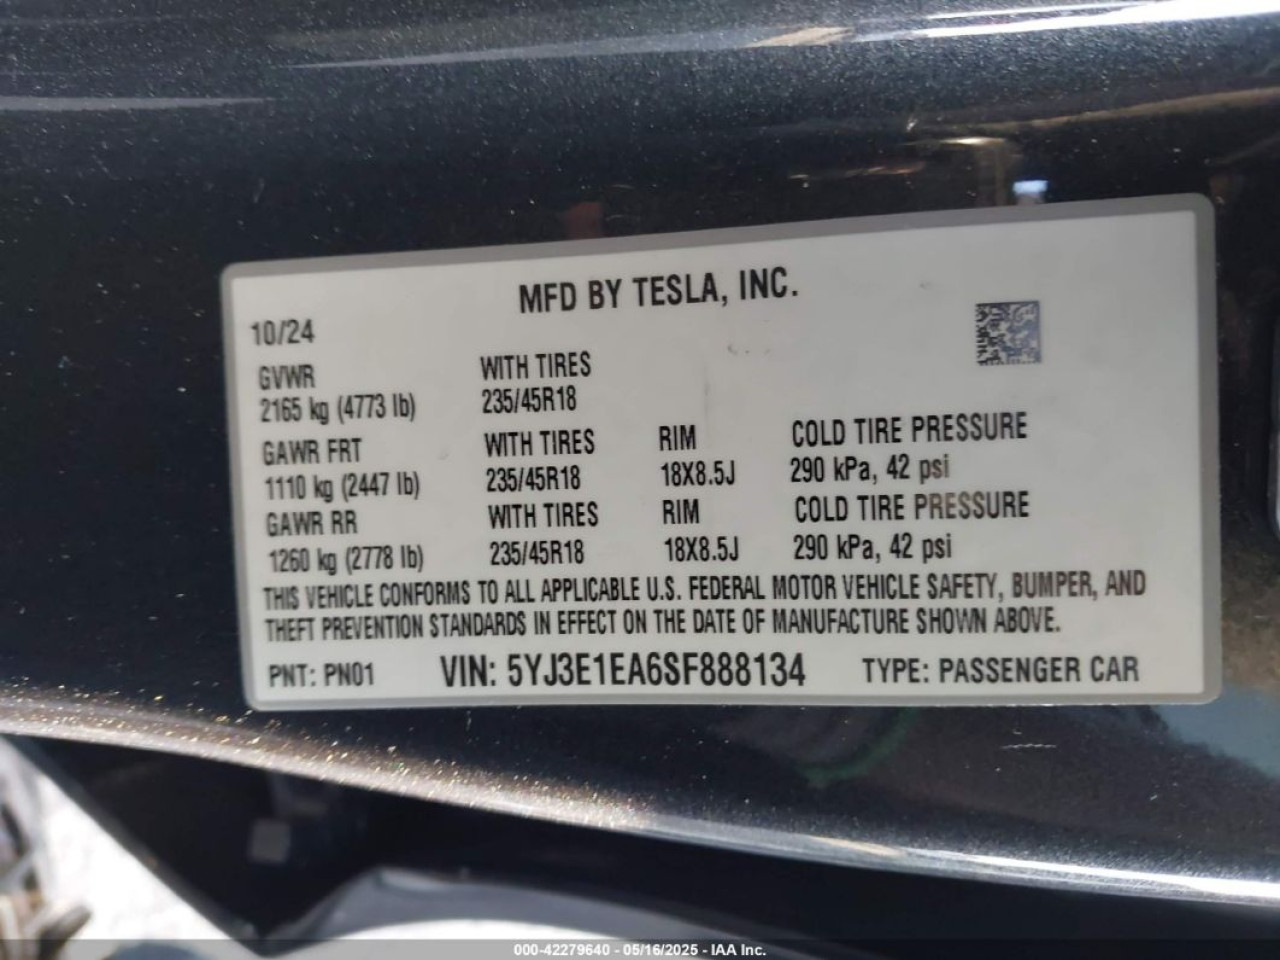 MFD BY TESLA, INC.
10/24
GVWR WITH TIRES
2165 kg (4773 lb) 235/45R18
GAWR FRT WITH TIRES RIM COLD TIRE PRESSURE
1110 kg (2447 lb) 235/45R18 18X8.5J 290 kPa, 42 psi
GAWR RR WITH TIRES RIM COLD TIRE PRESSURE
1260 kg (2778 lb) 235/45R18 18X8.5J 290 kPa, 42 psi
THIS VEHICLE CONFORMS TO ALL APPLICABLE U.S. FEDERAL MOTOR VEHICLE SAFETY, BUMPER, AND
THEFT PREVENTION STANDARDS IN EFFECT ON THE DATE OF MANUFACTURE SHOWN ABOVE.
PNT: PN01 VIN: 5YJ3E1EA6SF888134 TYPE: PASSENGER CAR
000-42279640 - 05/16/2025 - IAA Inc.